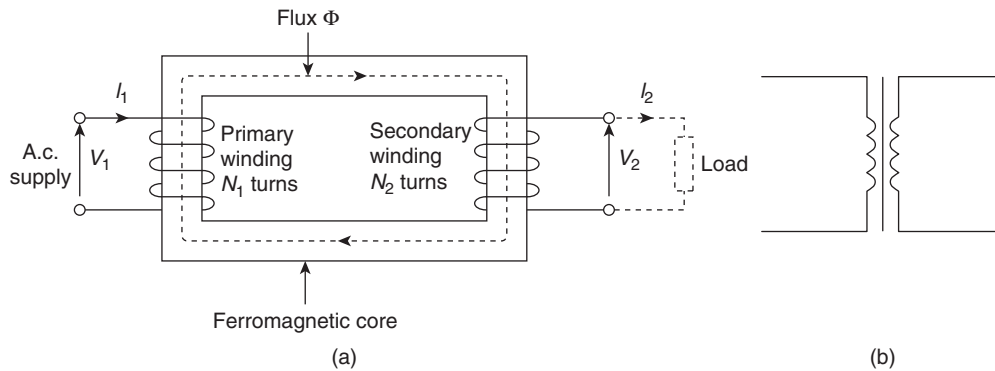 Flux Φ
I₁
I₂
A.c.
supply
V₁
Primary
winding
N₁ turns
Secondary
winding
N₂ turns
V₂
Load
Ferromagnetic core
(a)
(b)